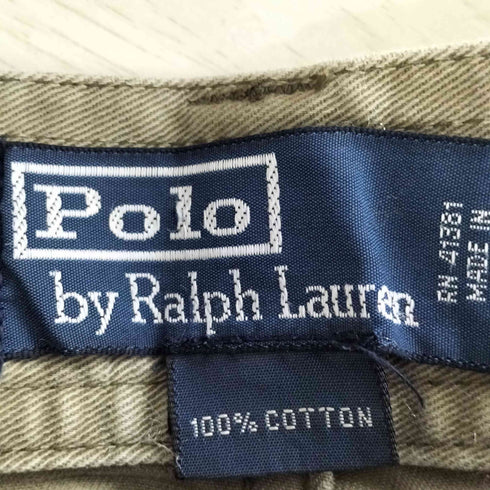 Polo
by Ralph Lauren
RN 41381
MADE IN
100% COTTON